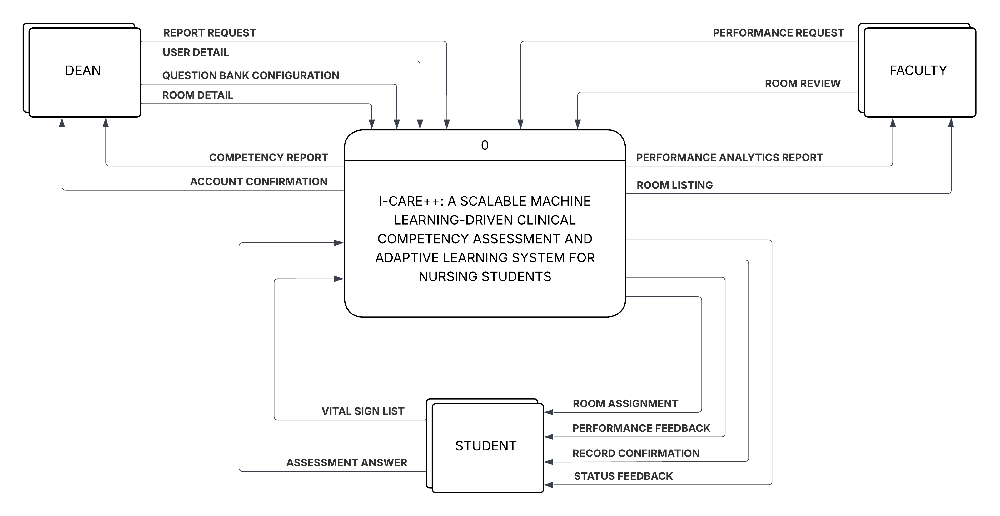 REPORT REQUEST
USER DETAIL
QUESTION BANK CONFIGURATION
ROOM DETAIL
DEAN
PERFORMANCE REQUEST
ROOM REVIEW
FACULTY
0
COMPETENCY REPORT
ACCOUNT CONFIRMATION
PERFORMANCE ANALYTICS REPORT
ROOM LISTING
I-CARE++: A SCALABLE MACHINE
LEARNING-DRIVEN CLINICAL
COMPETENCY ASSESSMENT AND
ADAPTIVE LEARNING SYSTEM FOR
NURSING STUDENTS
VITAL SIGN LIST
ASSESSMENT ANSWER
STUDENT
ROOM ASSIGNMENT
PERFORMANCE FEEDBACK
RECORD CONFIRMATION
STATUS FEEDBACK